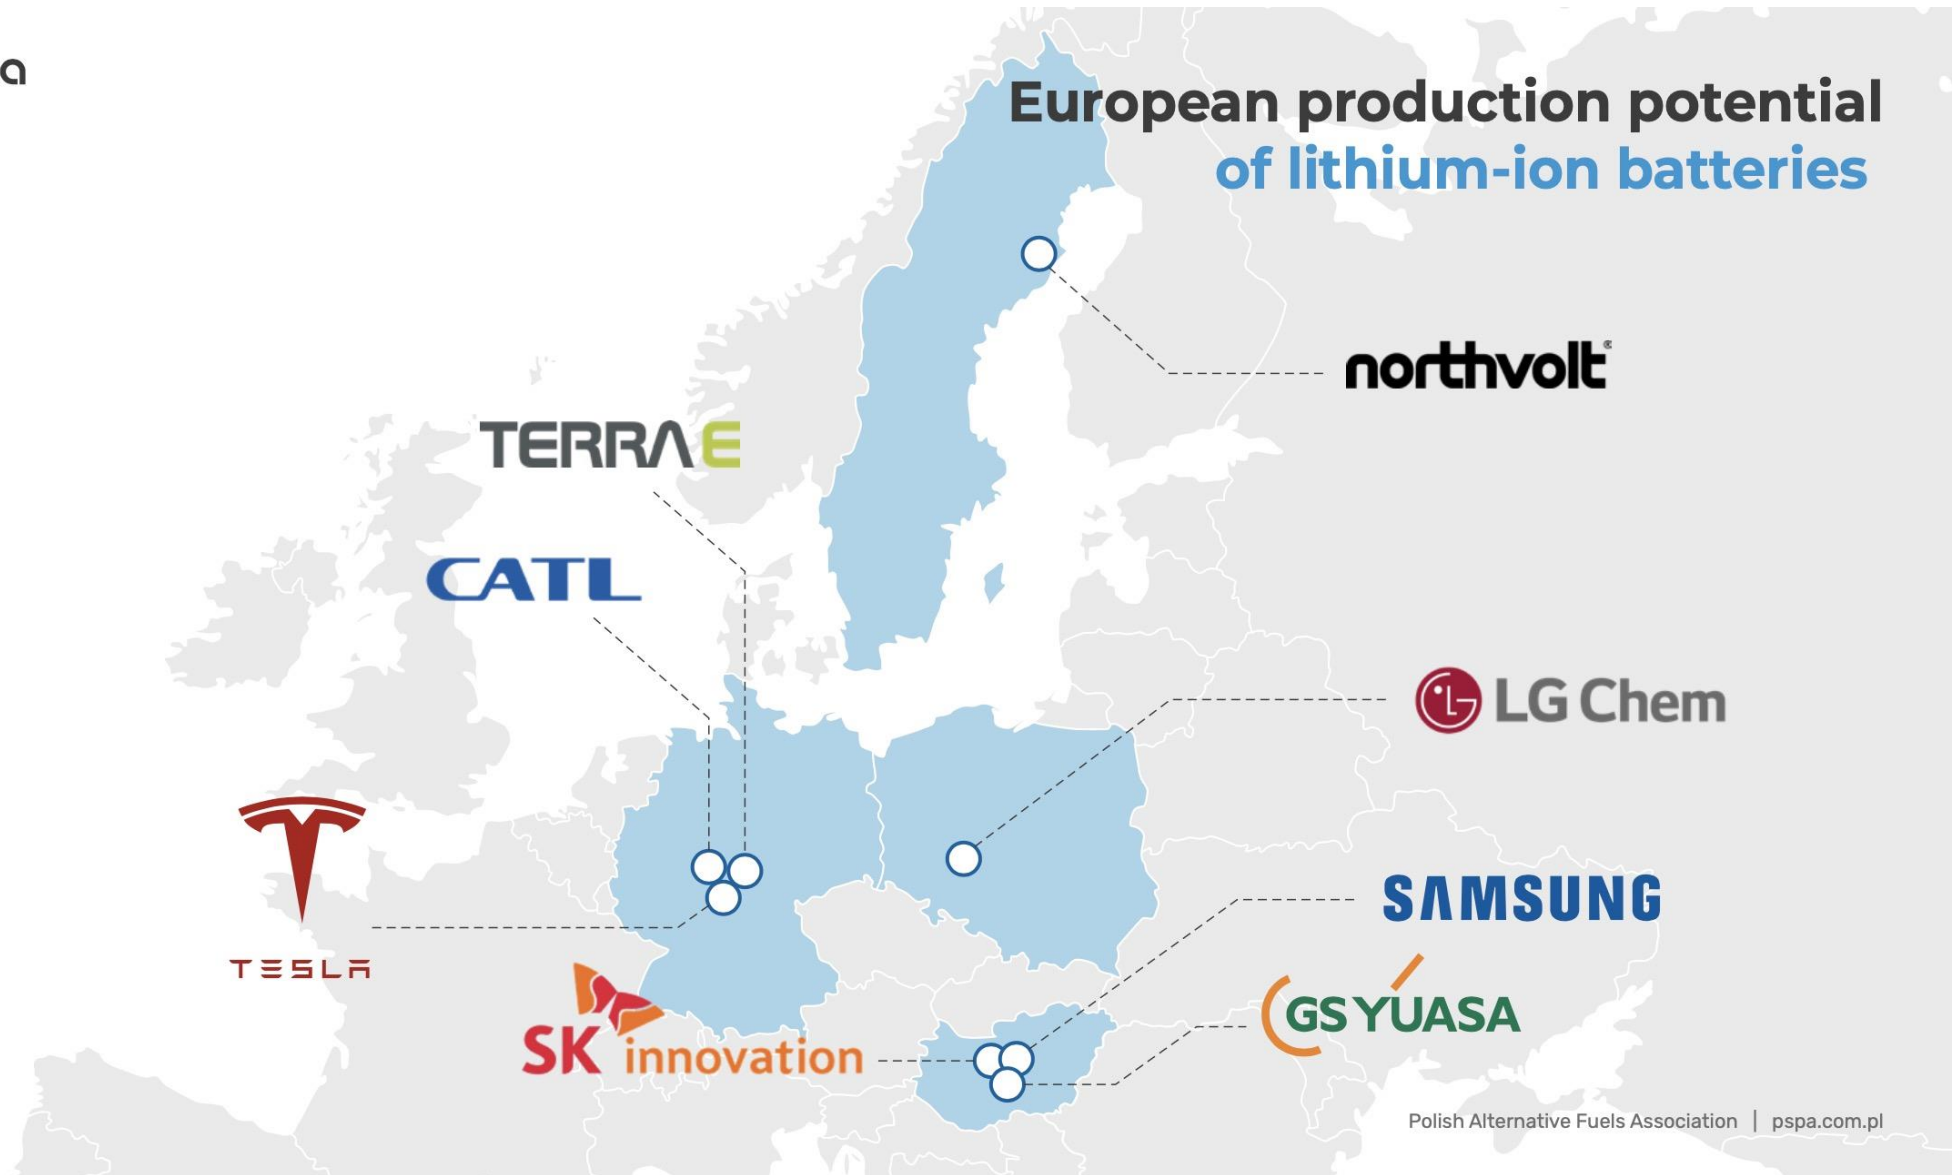 a
European production potential
of lithium-ion batteries
northvolt
TERRA E
CATL
LG Chem
TESLA
SAMSUNG
GS YUASA
SK innovation
Polish Alternative Fuels Association | pspa.com.pl